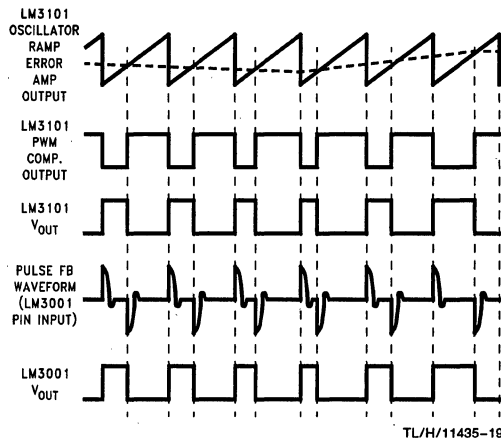 LM3101
OSCILLATOR
RAMP
ERROR
AMP
OUTPUT
LM3101
PWM
COMP.
OUTPUT
LM3101
VOUT
PULSE FB
WAVEFORM
(LM3001
PIN INPUT)
LM3001
VOUT
TL/H/11435-19